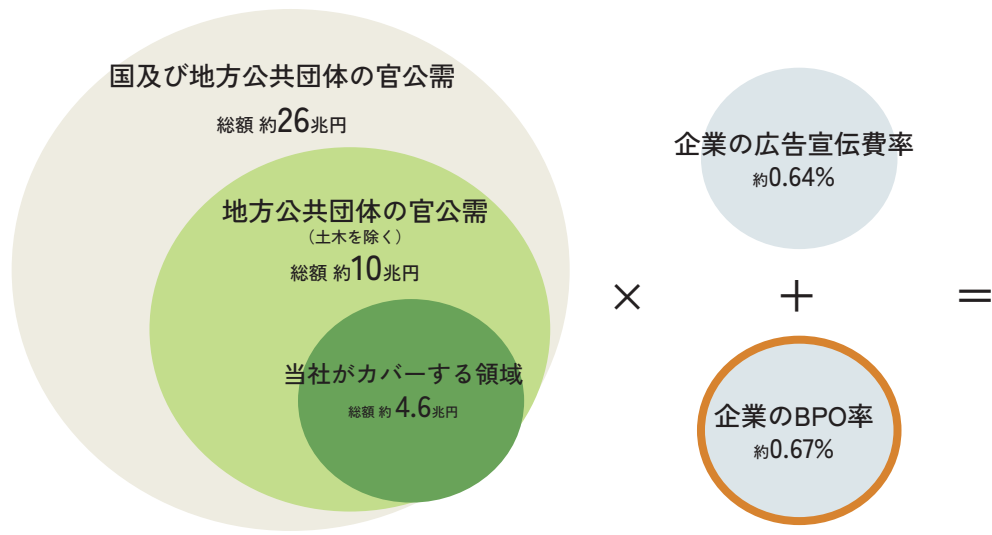 国及び地方公共団体の官公需
総額 約26兆円
地方公共団体の官公需
（土木を除く）
総額 約10兆円
当社がカバーする領域
総額 約 4.6兆円
×
企業の広告宣伝費率
約0.64%
＋
企業のBPO率
約0.67%
＝